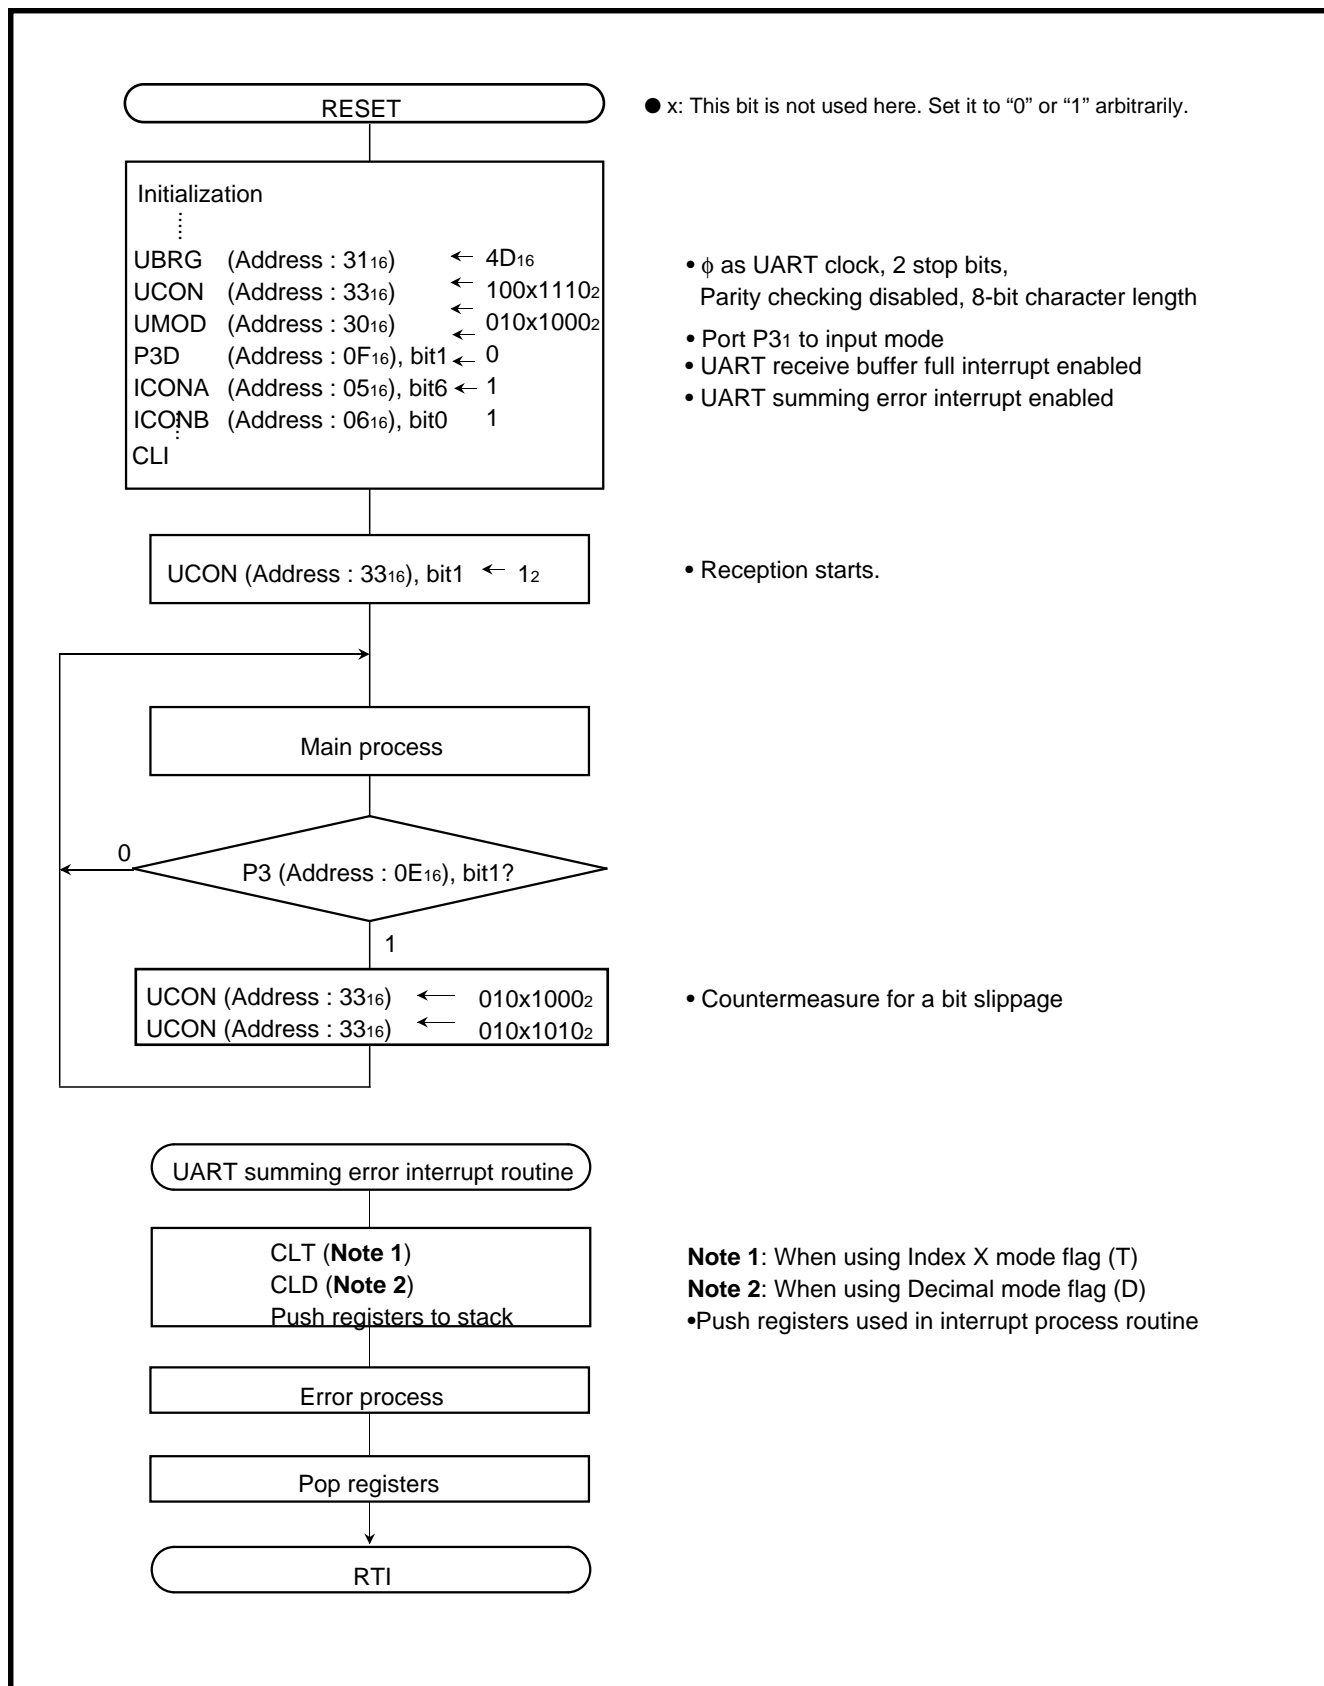 RESET
● x: This bit is not used here. Set it to “0” or “1” arbitrarily.
Initialization
UBRG (Address : 3116) ← 4D16
UCON (Address : 3316) ← 100x11102
UMOD (Address : 3016) ← 010x10002
P3D (Address : 0F16), bit1 ← 0
ICONA (Address : 0516), bit6 ← 1
ICONB (Address : 0616), bit0 1
CLI
• ϕ as UART clock, 2 stop bits,
Parity checking disabled, 8-bit character length
• Port P31 to input mode
• UART receive buffer full interrupt enabled
• UART summing error interrupt enabled
UCON (Address : 3316), bit1 ← 12
• Reception starts.
Main process
0
P3 (Address : 0E16), bit1?
1
UCON (Address : 3316) ← 010x10002
UCON (Address : 3316) ← 010x10102
• Countermeasure for a bit slippage
UART summing error interrupt routine
CLT (Note 1)
CLD (Note 2)
Push registers to stack
Note 1: When using Index X mode flag (T)
Note 2: When using Decimal mode flag (D)
•Push registers used in interrupt process routine
Error process
Pop registers
RTI